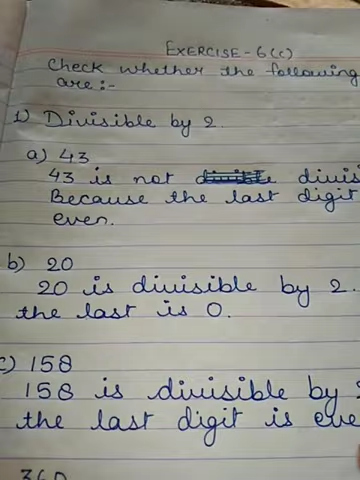 EXERCISE-6(c)
Check whether the following
are:-
1) Divisible by 2
a) 43
43 is not divis
Because the last digit
even.
b) 20
20 is divisible by 2.
the last is 0.
c) 158
158 is divisible by
the last digit is eve
360